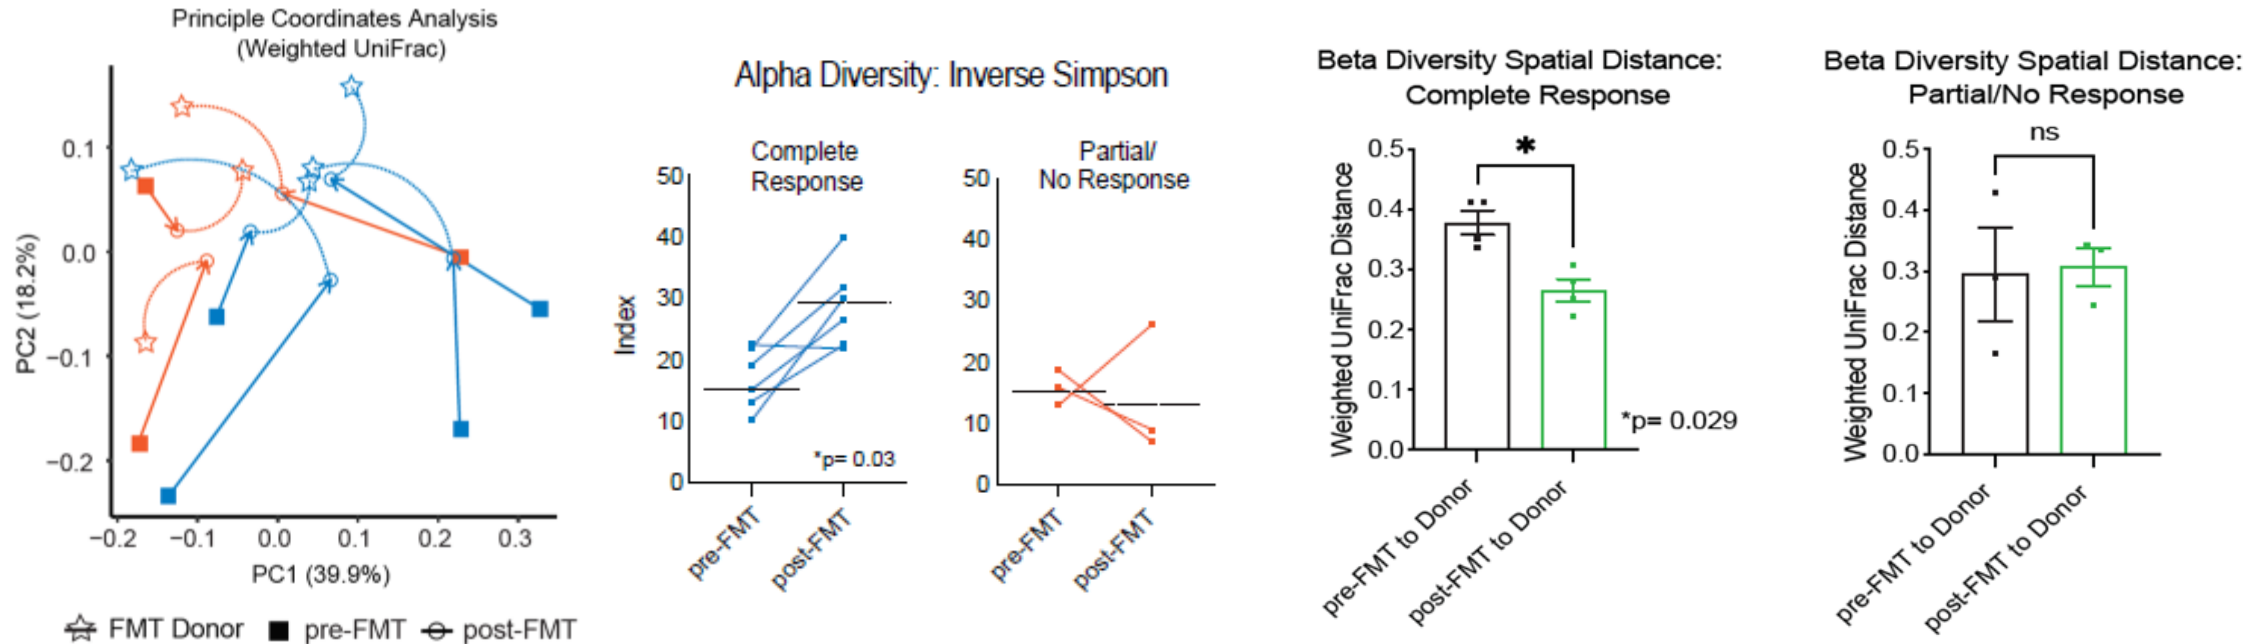 Principle Coordinates Analysis
(Weighted UniFrac)
0.1
0.0
−0.1
−0.2
PC2 (18.2%)
−0.2
−0.1
0.0
0.1
0.2
0.3
PC1 (39.9%)
FMT Donor
pre-FMT
post-FMT
Alpha Diversity: Inverse Simpson
Complete
Response
50
40
30
20
10
0
Index
*p= 0.03
pre-FMT
post-FMT
Partial/
No Response
50
40
30
20
10
0
pre-FMT
post-FMT
Beta Diversity Spatial Distance:
Complete Response
*
0.5
0.4
0.3
0.2
0.1
0.0
Weighted UniFrac Distance
*p= 0.029
pre-FMT to Donor
post-FMT to Donor
Beta Diversity Spatial Distance:
Partial/No Response
ns
0.5
0.4
0.3
0.2
0.1
0.0
Weighted UniFrac Distance
pre-FMT to Donor
post-FMT to Donor